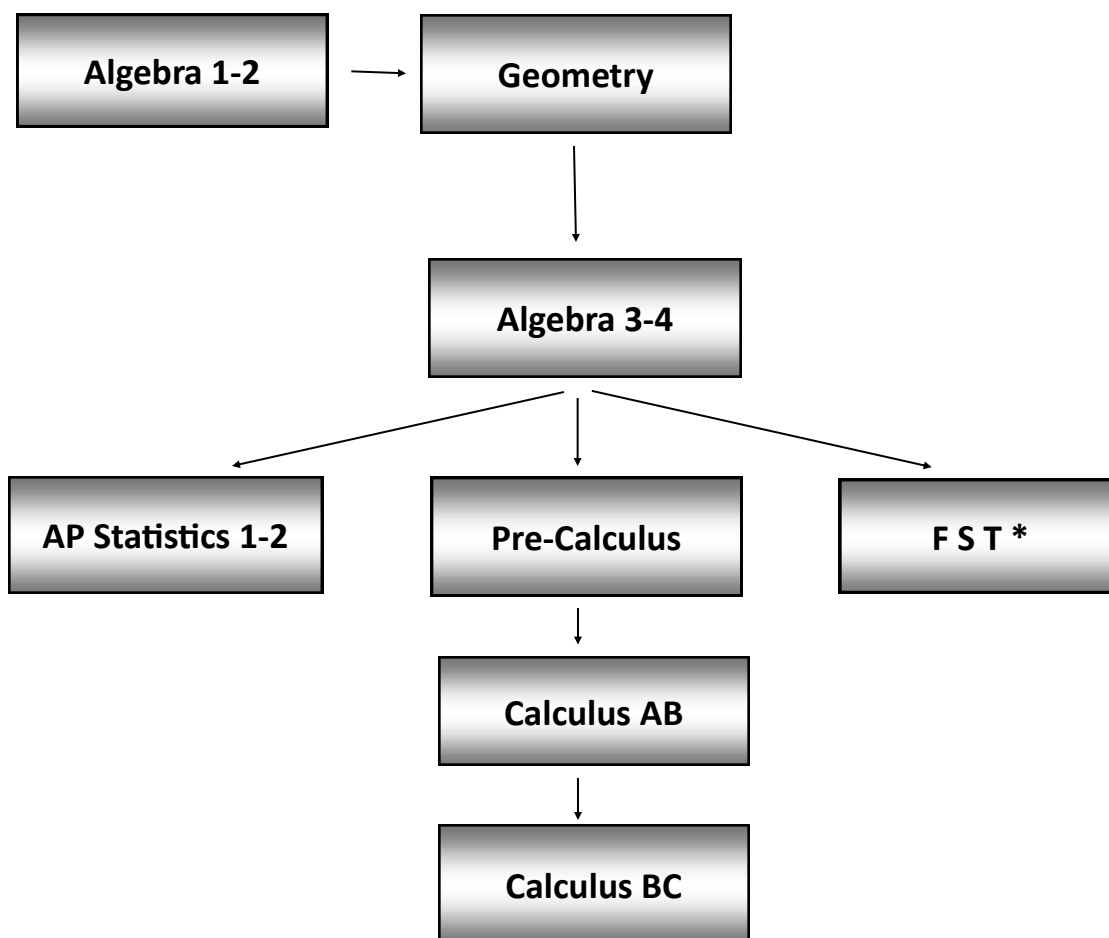 Algebra 1-2
Geometry
Algebra 3-4
AP Statistics 1-2
Pre-Calculus
F S T *
Calculus AB
Calculus BC